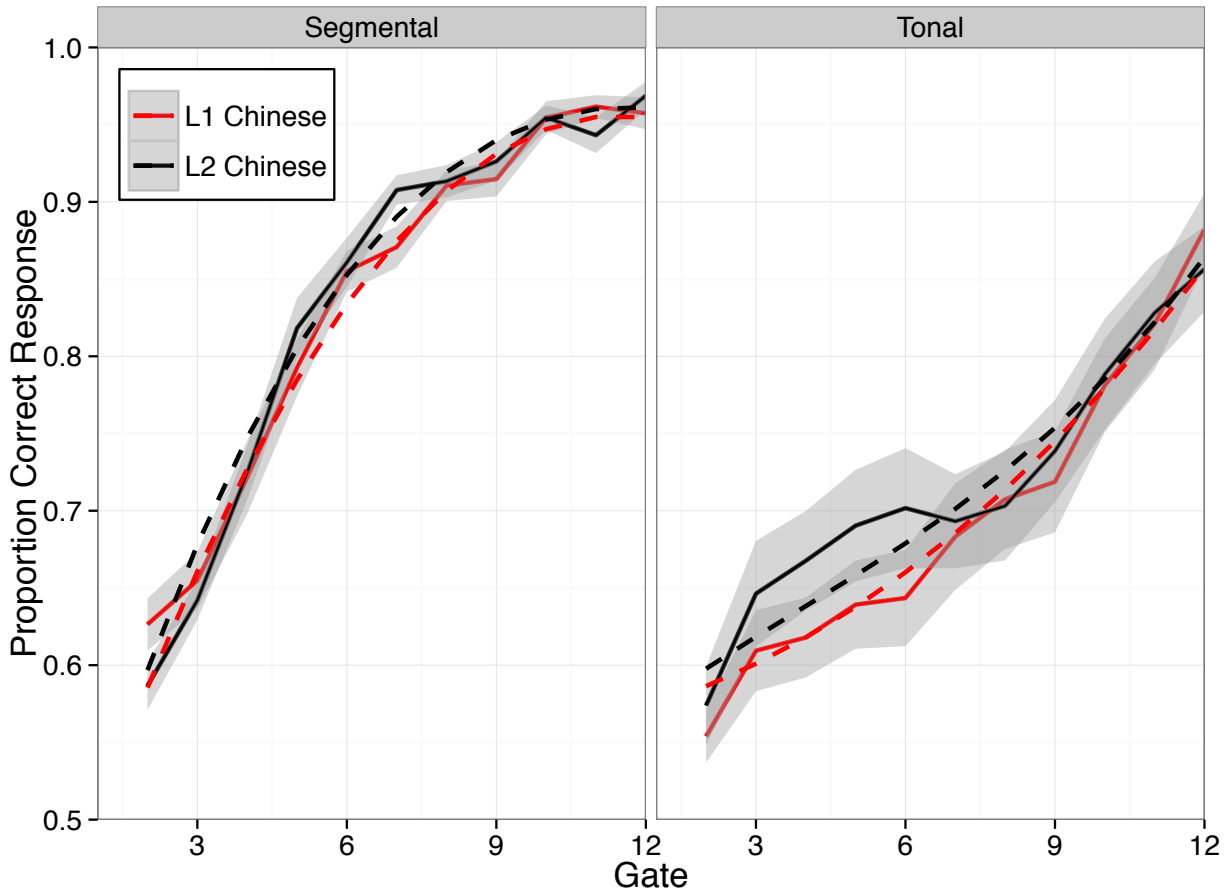 Segmental
Tonal
L1 Chinese
L2 Chinese
Proportion Correct Response
1.0
0.9
0.8
0.7
0.6
0.5
3 6 9 12 3 6 9 12
Gate